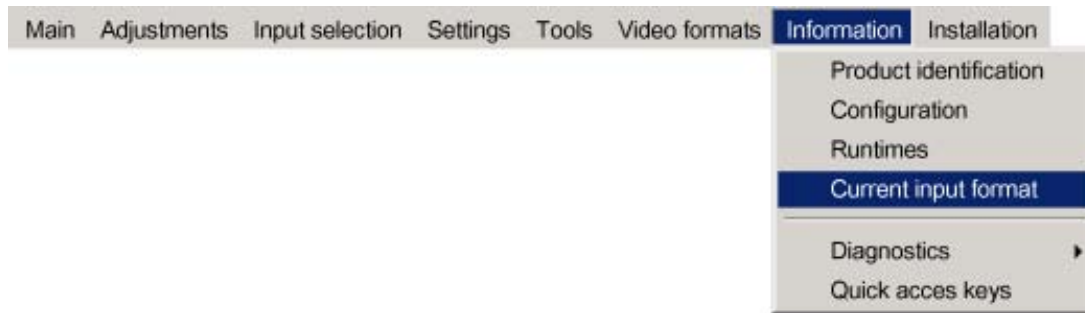 Main Adjustments Input selection Settings Tools Video formats Information Installation
Product identification
Configuration
Runtimes
Current input format
Diagnostics
Quick acces keys